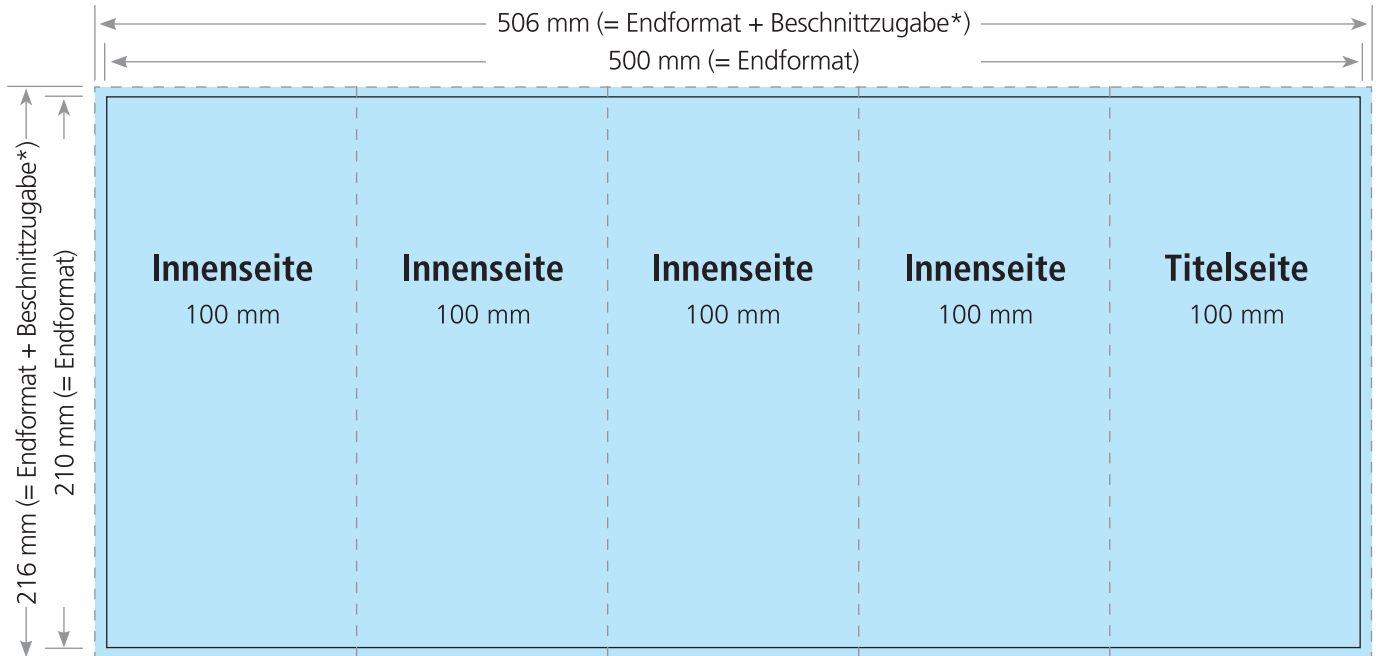 506 mm (= Endformat + Beschnittzugabe*)
500 mm (= Endformat)
216 mm (= Endformat + Beschnittzugabe*)
210 mm (= Endformat)
Innenseite
100 mm
Innenseite
100 mm
Innenseite
100 mm
Innenseite
100 mm
Titelseite
100 mm